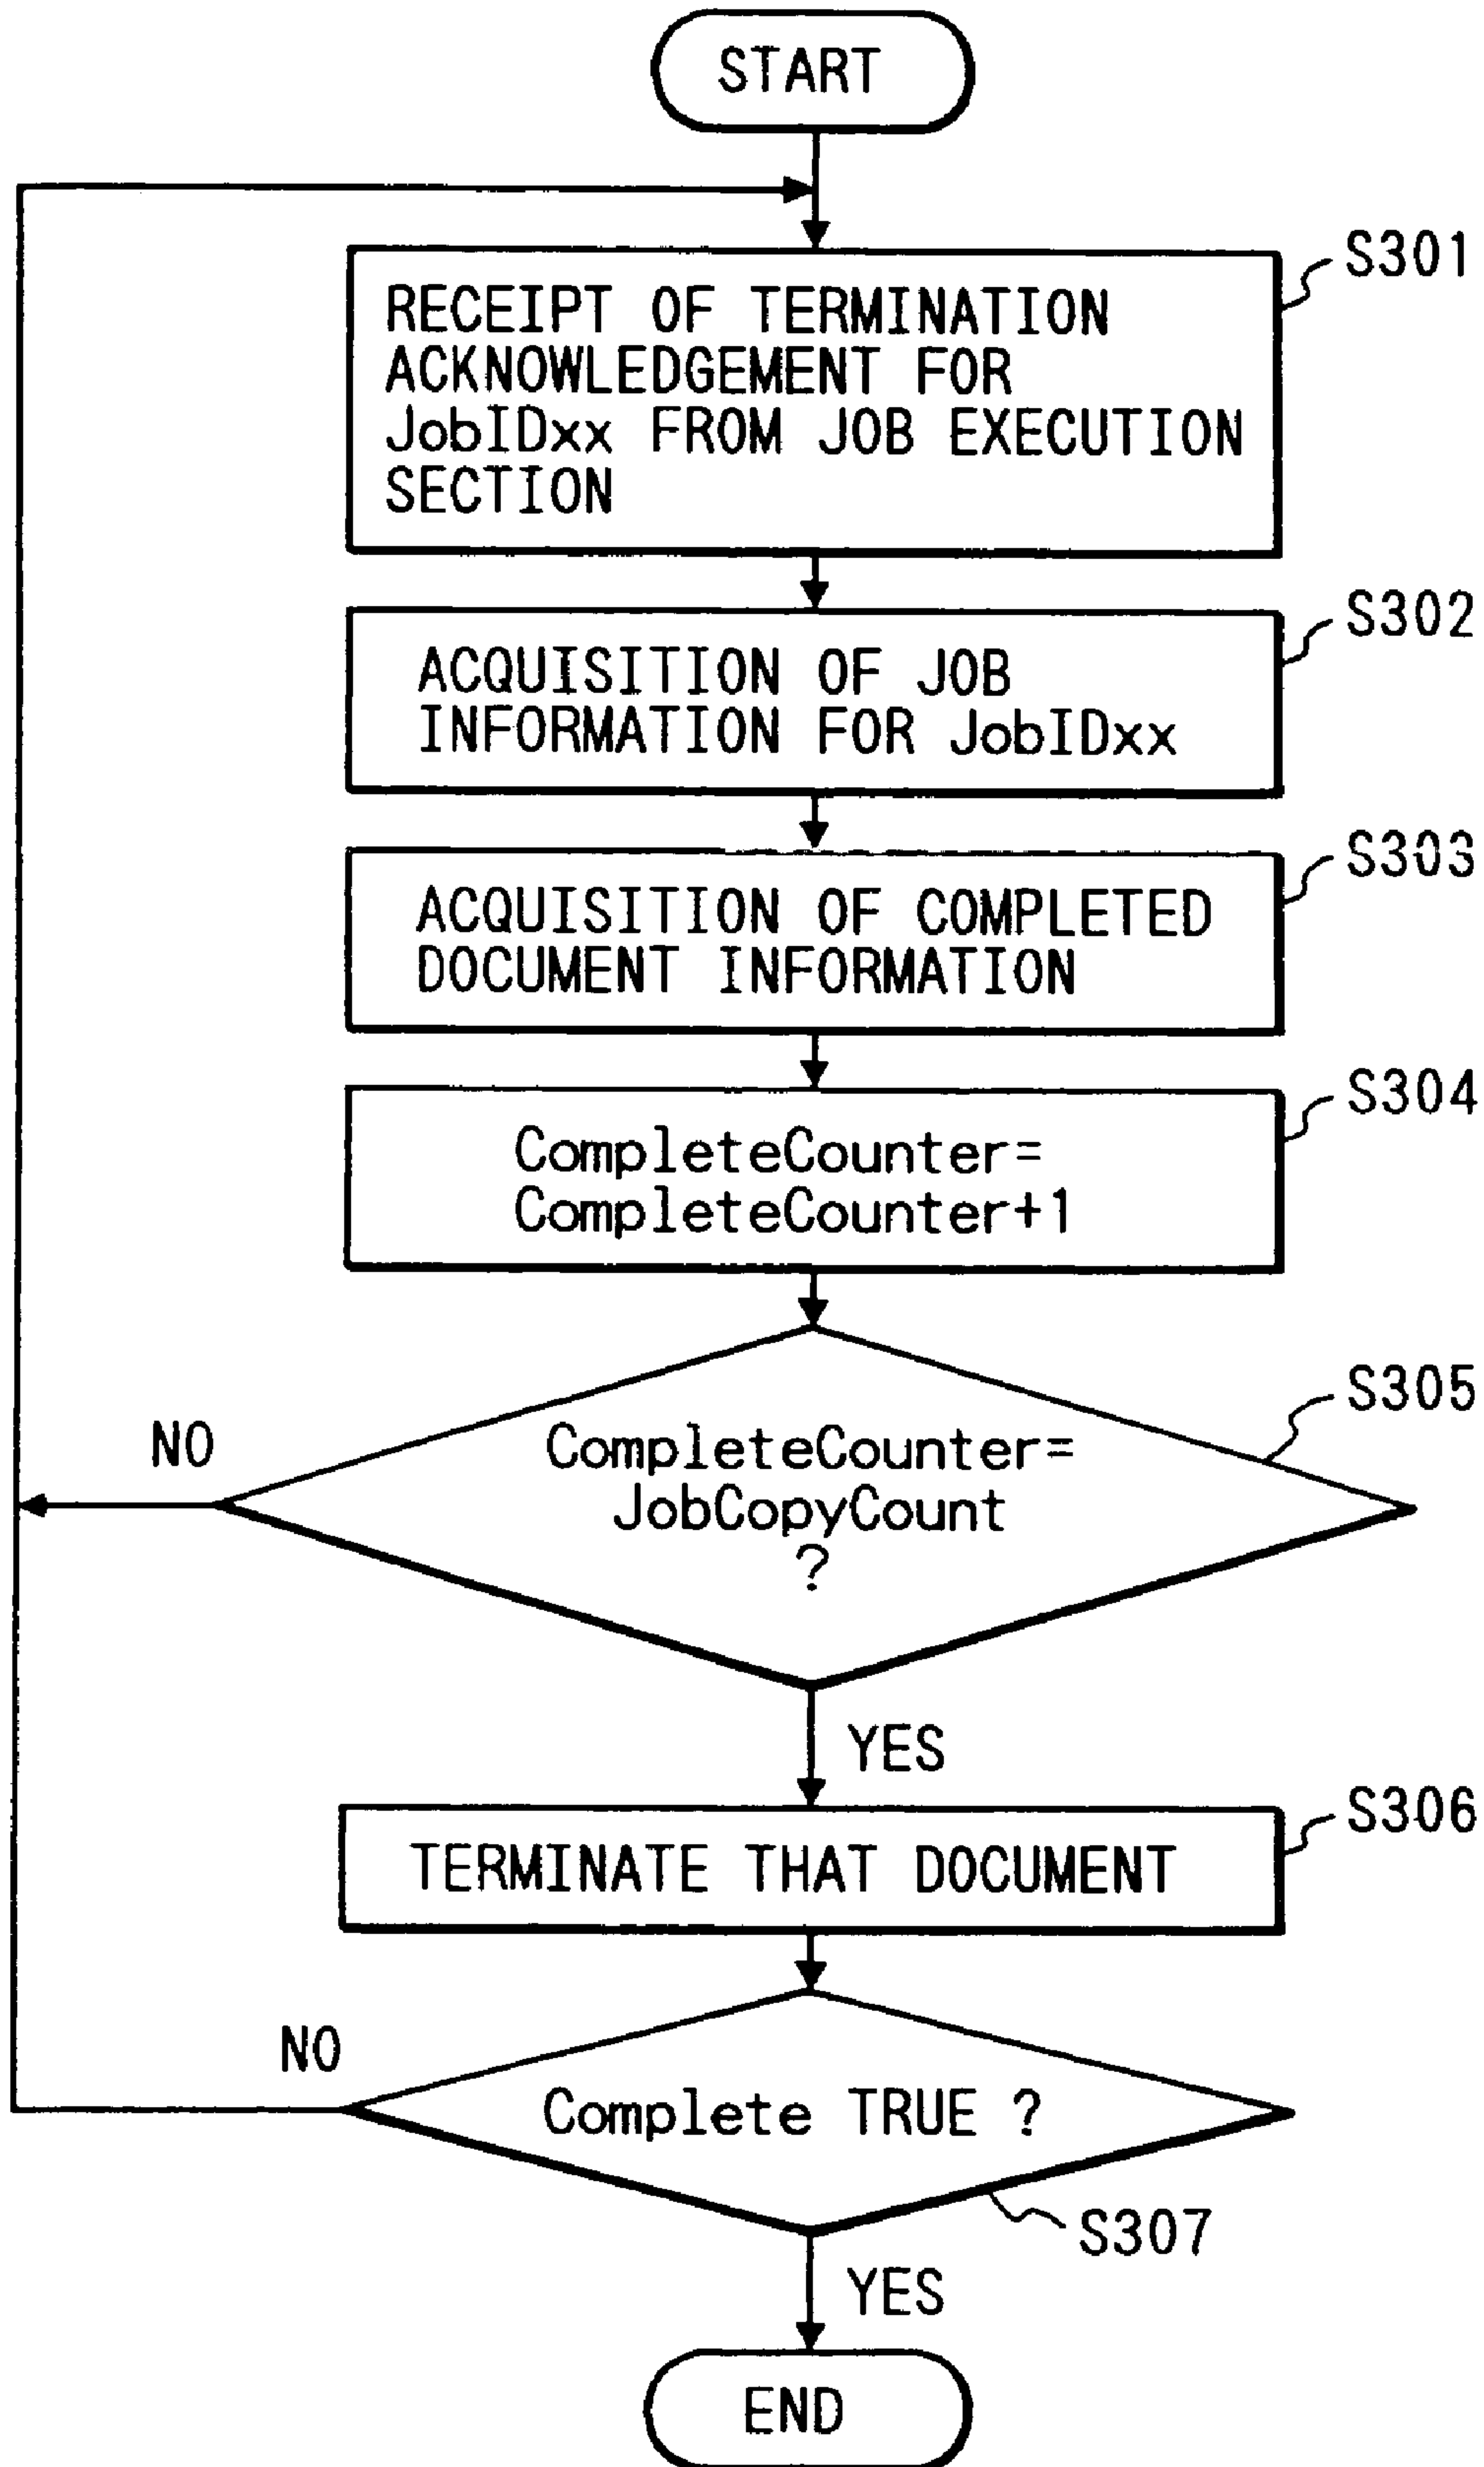 START
S301
RECEIPT OF TERMINATION
ACKNOWLEDGEMENT FOR
JobIDxx FROM JOB EXECUTION
SECTION
S302
ACQUISITION OF JOB
INFORMATION FOR JobIDxx
S303
ACQUISITION OF COMPLETED
DOCUMENT INFORMATION
S304
CompleteCounter=
CompleteCounter+1
S305
NO
CompleteCounter=
JobCopyCount
?
YES
S306
TERMINATE THAT DOCUMENT
NO
Complete TRUE ?
S307
YES
END